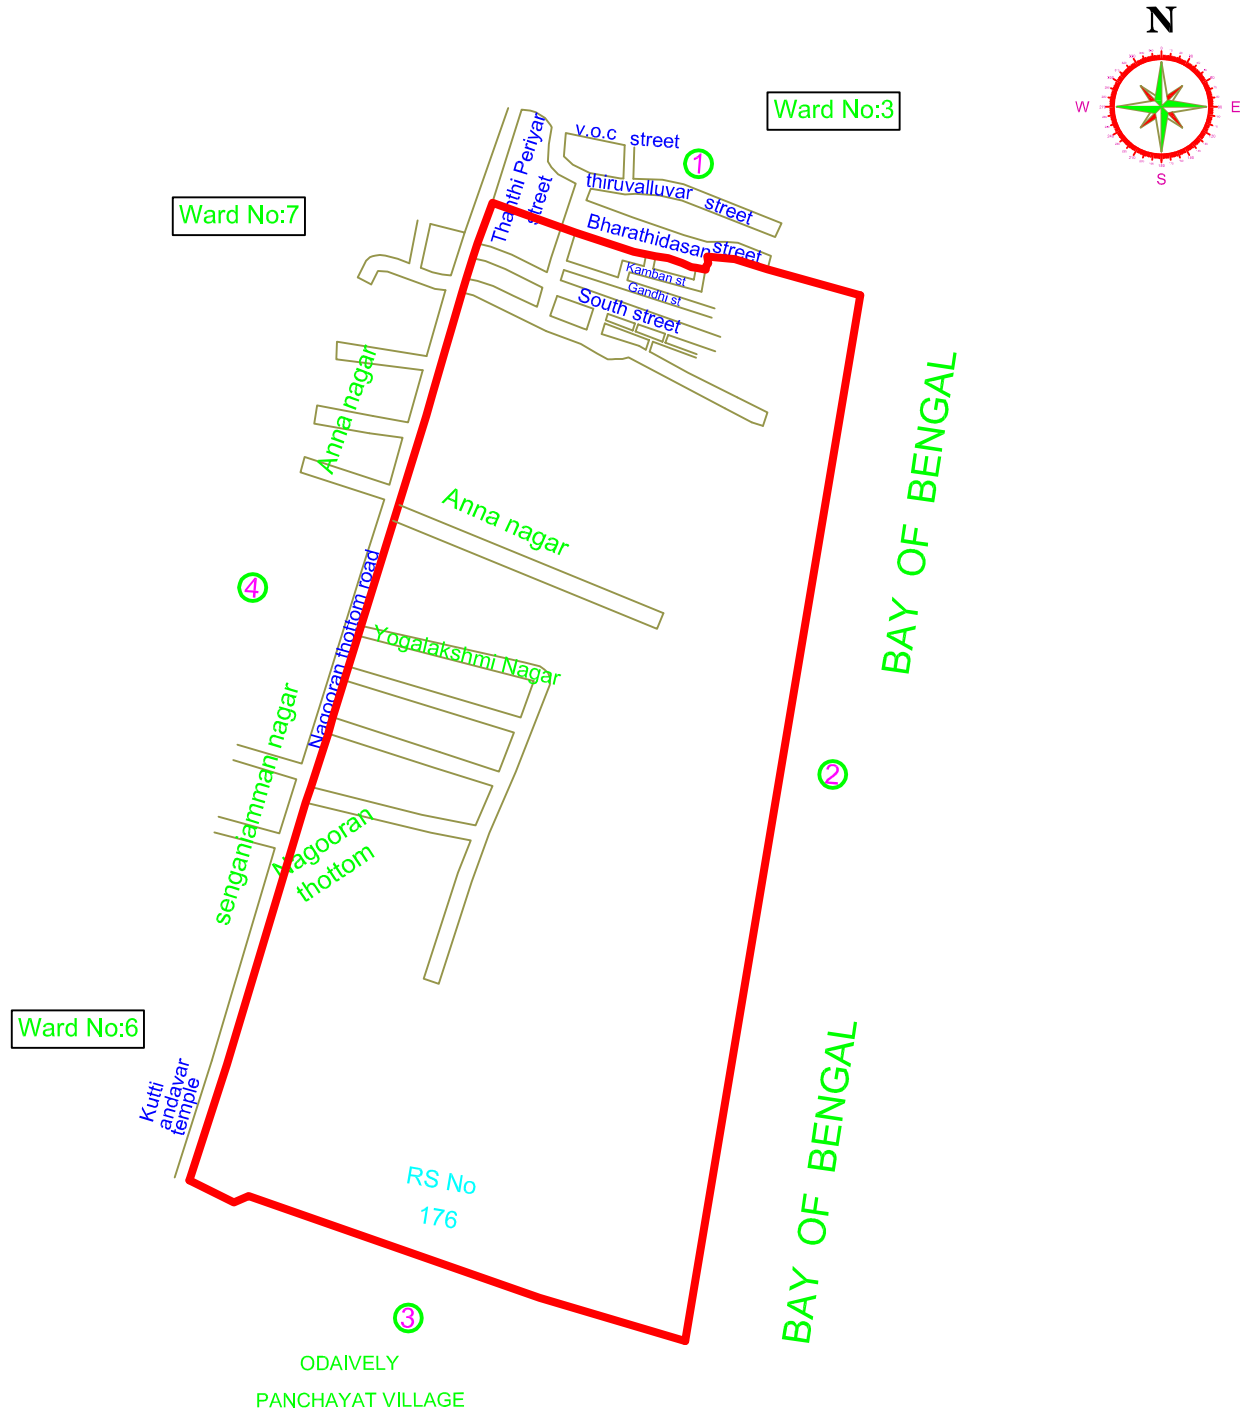 N
W
E
S
Ward No:3
Ward No:7
Ward No:6
1
v.o.c street
Thanthi Periyar
street
thiruvalluvar street
Bharathidasan street
Kamban st
Gandhi st
South street
Anna nagar
Anna nagar
BAY OF BENGAL
4
Nagooran thottom road
Yogalakshmi Nagar
senganiamman nagar
2
Nagooran
thottom
BAY OF BENGAL
Kutti
andavar
temple
RS No
176
3
ODAIVELY
PANCHAYAT VILLAGE